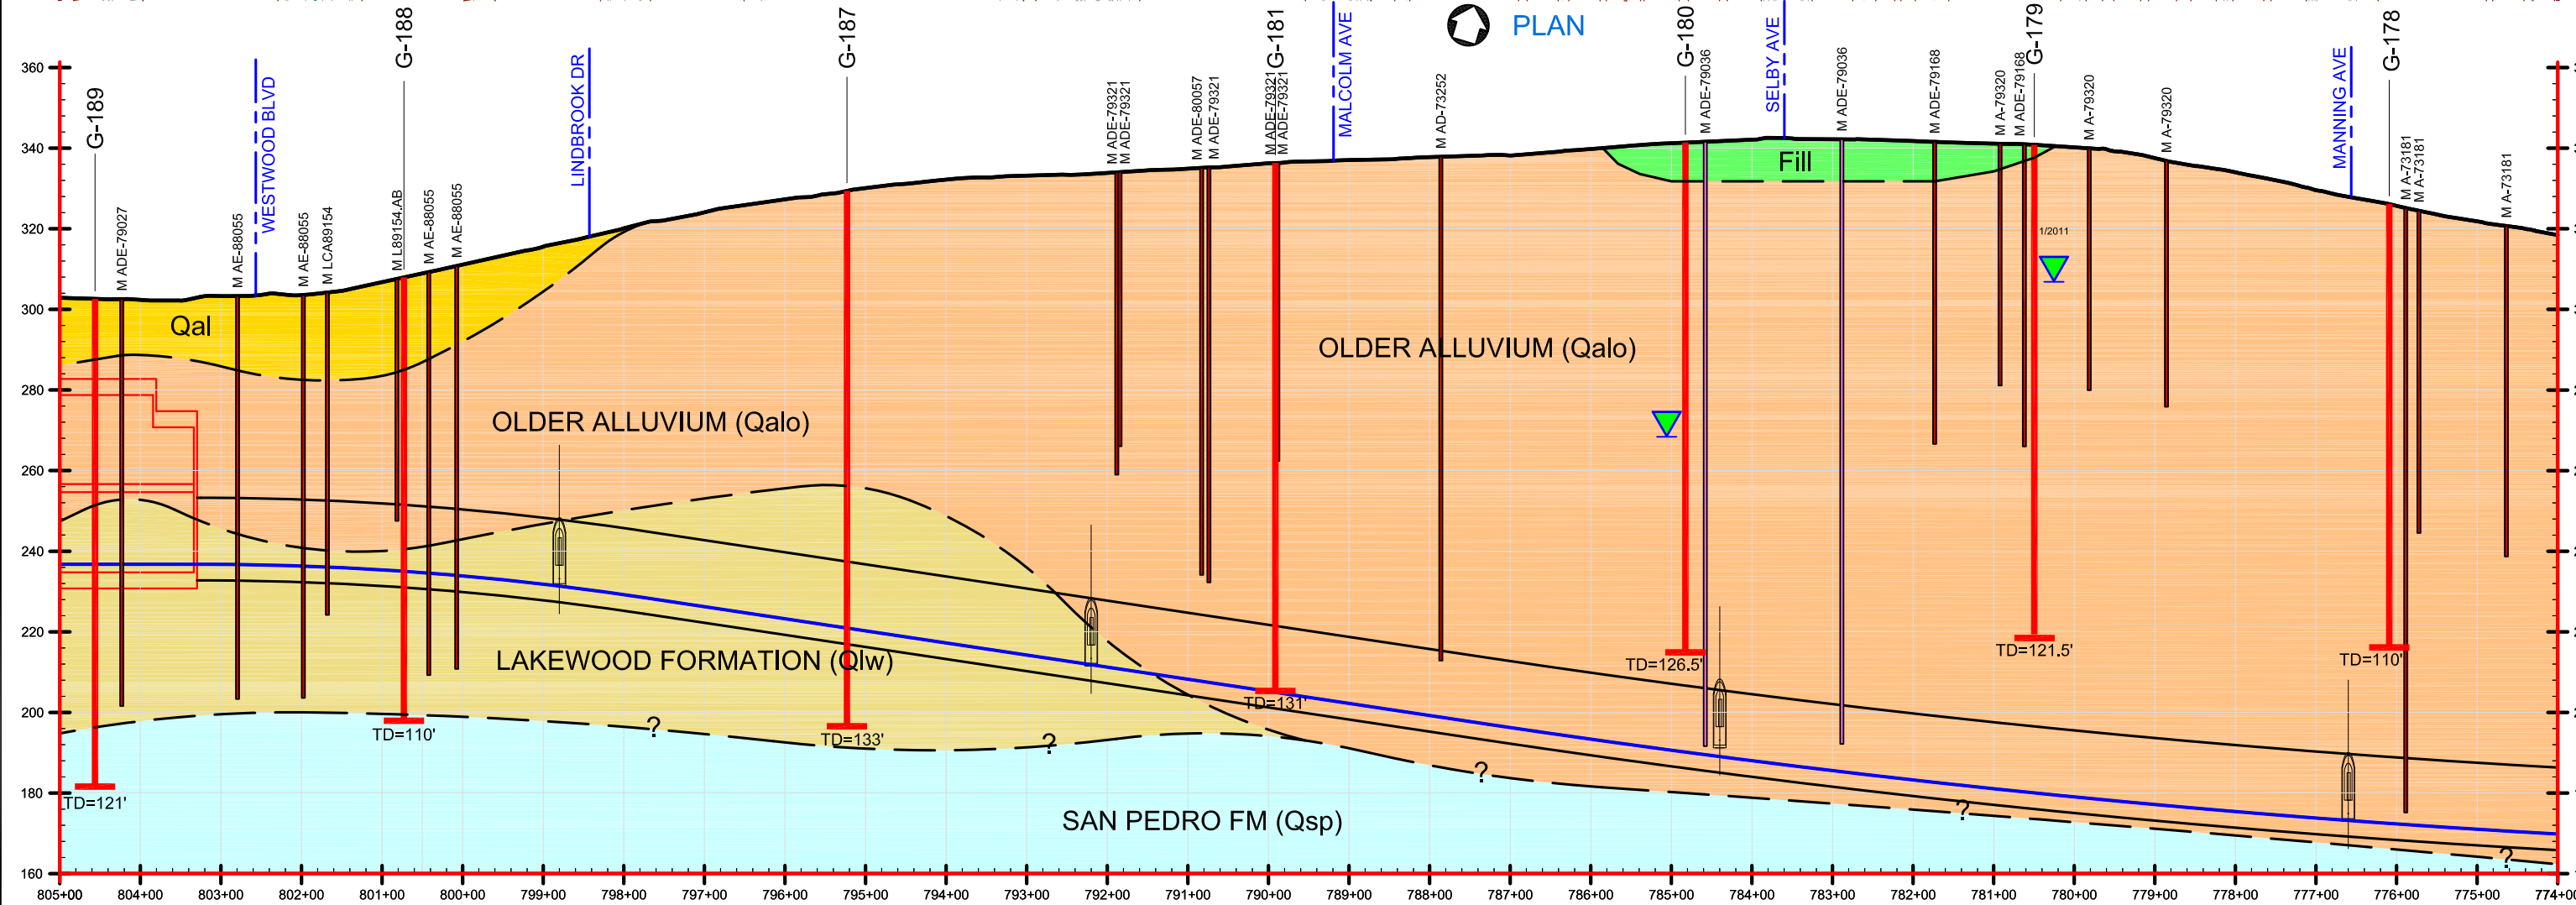 PLAN
G-189
M ADE-79027
M AE-88055
WESTWOOD BLVD
M AE-88055
M LCA89154
M L89154.AB
G-188
M AE-88055
M AE-88055
LINDBROOK DR
G-187
M ADE-79321
M ADE-79321
M ADE-80057
M ADE-79321
M ADE-79321
G-181
M ADE-79321
MALCOLM AVE
M AD-73252
G-180
M ADE-79036
SELBY AVE
M ADE-79036
M ADE-79168
M A-79320
M ADE-79168
G-179
M A-79320
M A-79320
MANNING AVE
G-178
M A-73181
M A-73181
M A-73181
360
340
320
300
280
260
240
220
200
180
160
Fill
1/2011
Qal
OLDER ALLUVIUM (Qalo)
OLDER ALLUVIUM (Qalo)
LAKEWOOD FORMATION (Qlw)
SAN PEDRO FM (Qsp)
TD=126.5'
TD=121.5'
TD=110'
TD=131'
TD=110'
TD=133'
TD=121'
?
?
?
?
?
805+00 804+00 803+00 802+00 801+00 800+00 799+00 798+00 797+00 796+00 795+00 794+00 793+00 792+00 791+00 790+00 789+00 788+00 787+00 786+00 785+00 784+00 783+00 782+00 781+00 780+00 779+00 778+00 777+00 776+00 775+00 774+00